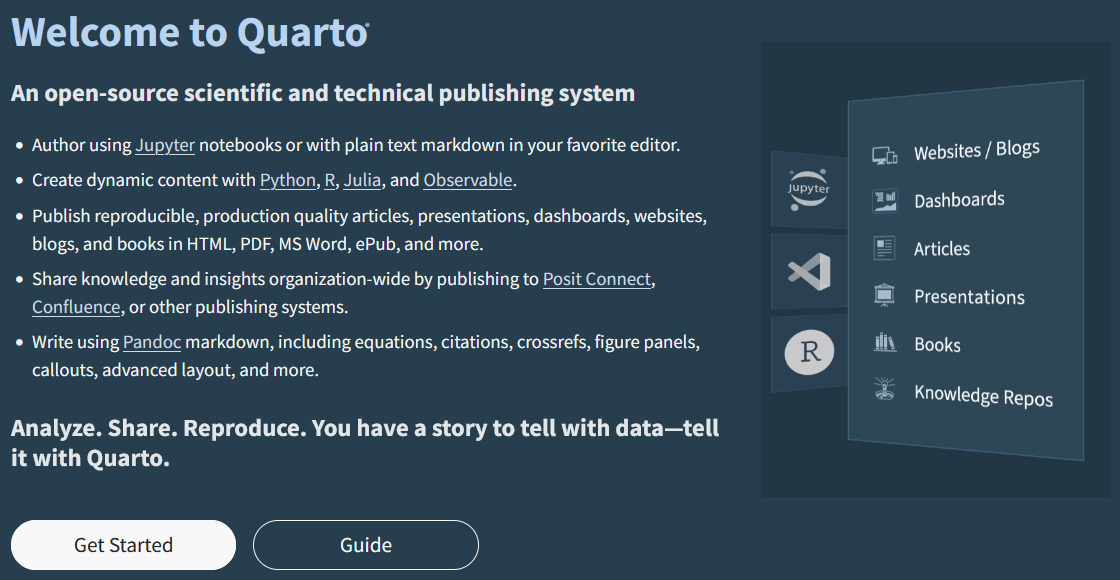 Welcome to Quarto®
An open-source scientific and technical publishing system
• Author using Jupyter notebooks or with plain text markdown in your favorite editor.
• Create dynamic content with Python, R, Julia, and Observable.
• Publish reproducible, production quality articles, presentations, dashboards, websites,
blogs, and books in HTML, PDF, MS Word, ePub, and more.
• Share knowledge and insights organization-wide by publishing to Posit Connect,
Confluence, or other publishing systems.
• Write using Pandoc markdown, including equations, citations, crossrefs, figure panels,
callouts, advanced layout, and more.
Analyze. Share. Reproduce. You have a story to tell with data—tell
it with Quarto.
Get Started
Guide
Jupyter
R
Websites / Blogs
Dashboards
Articles
Presentations
Books
Knowledge Repos